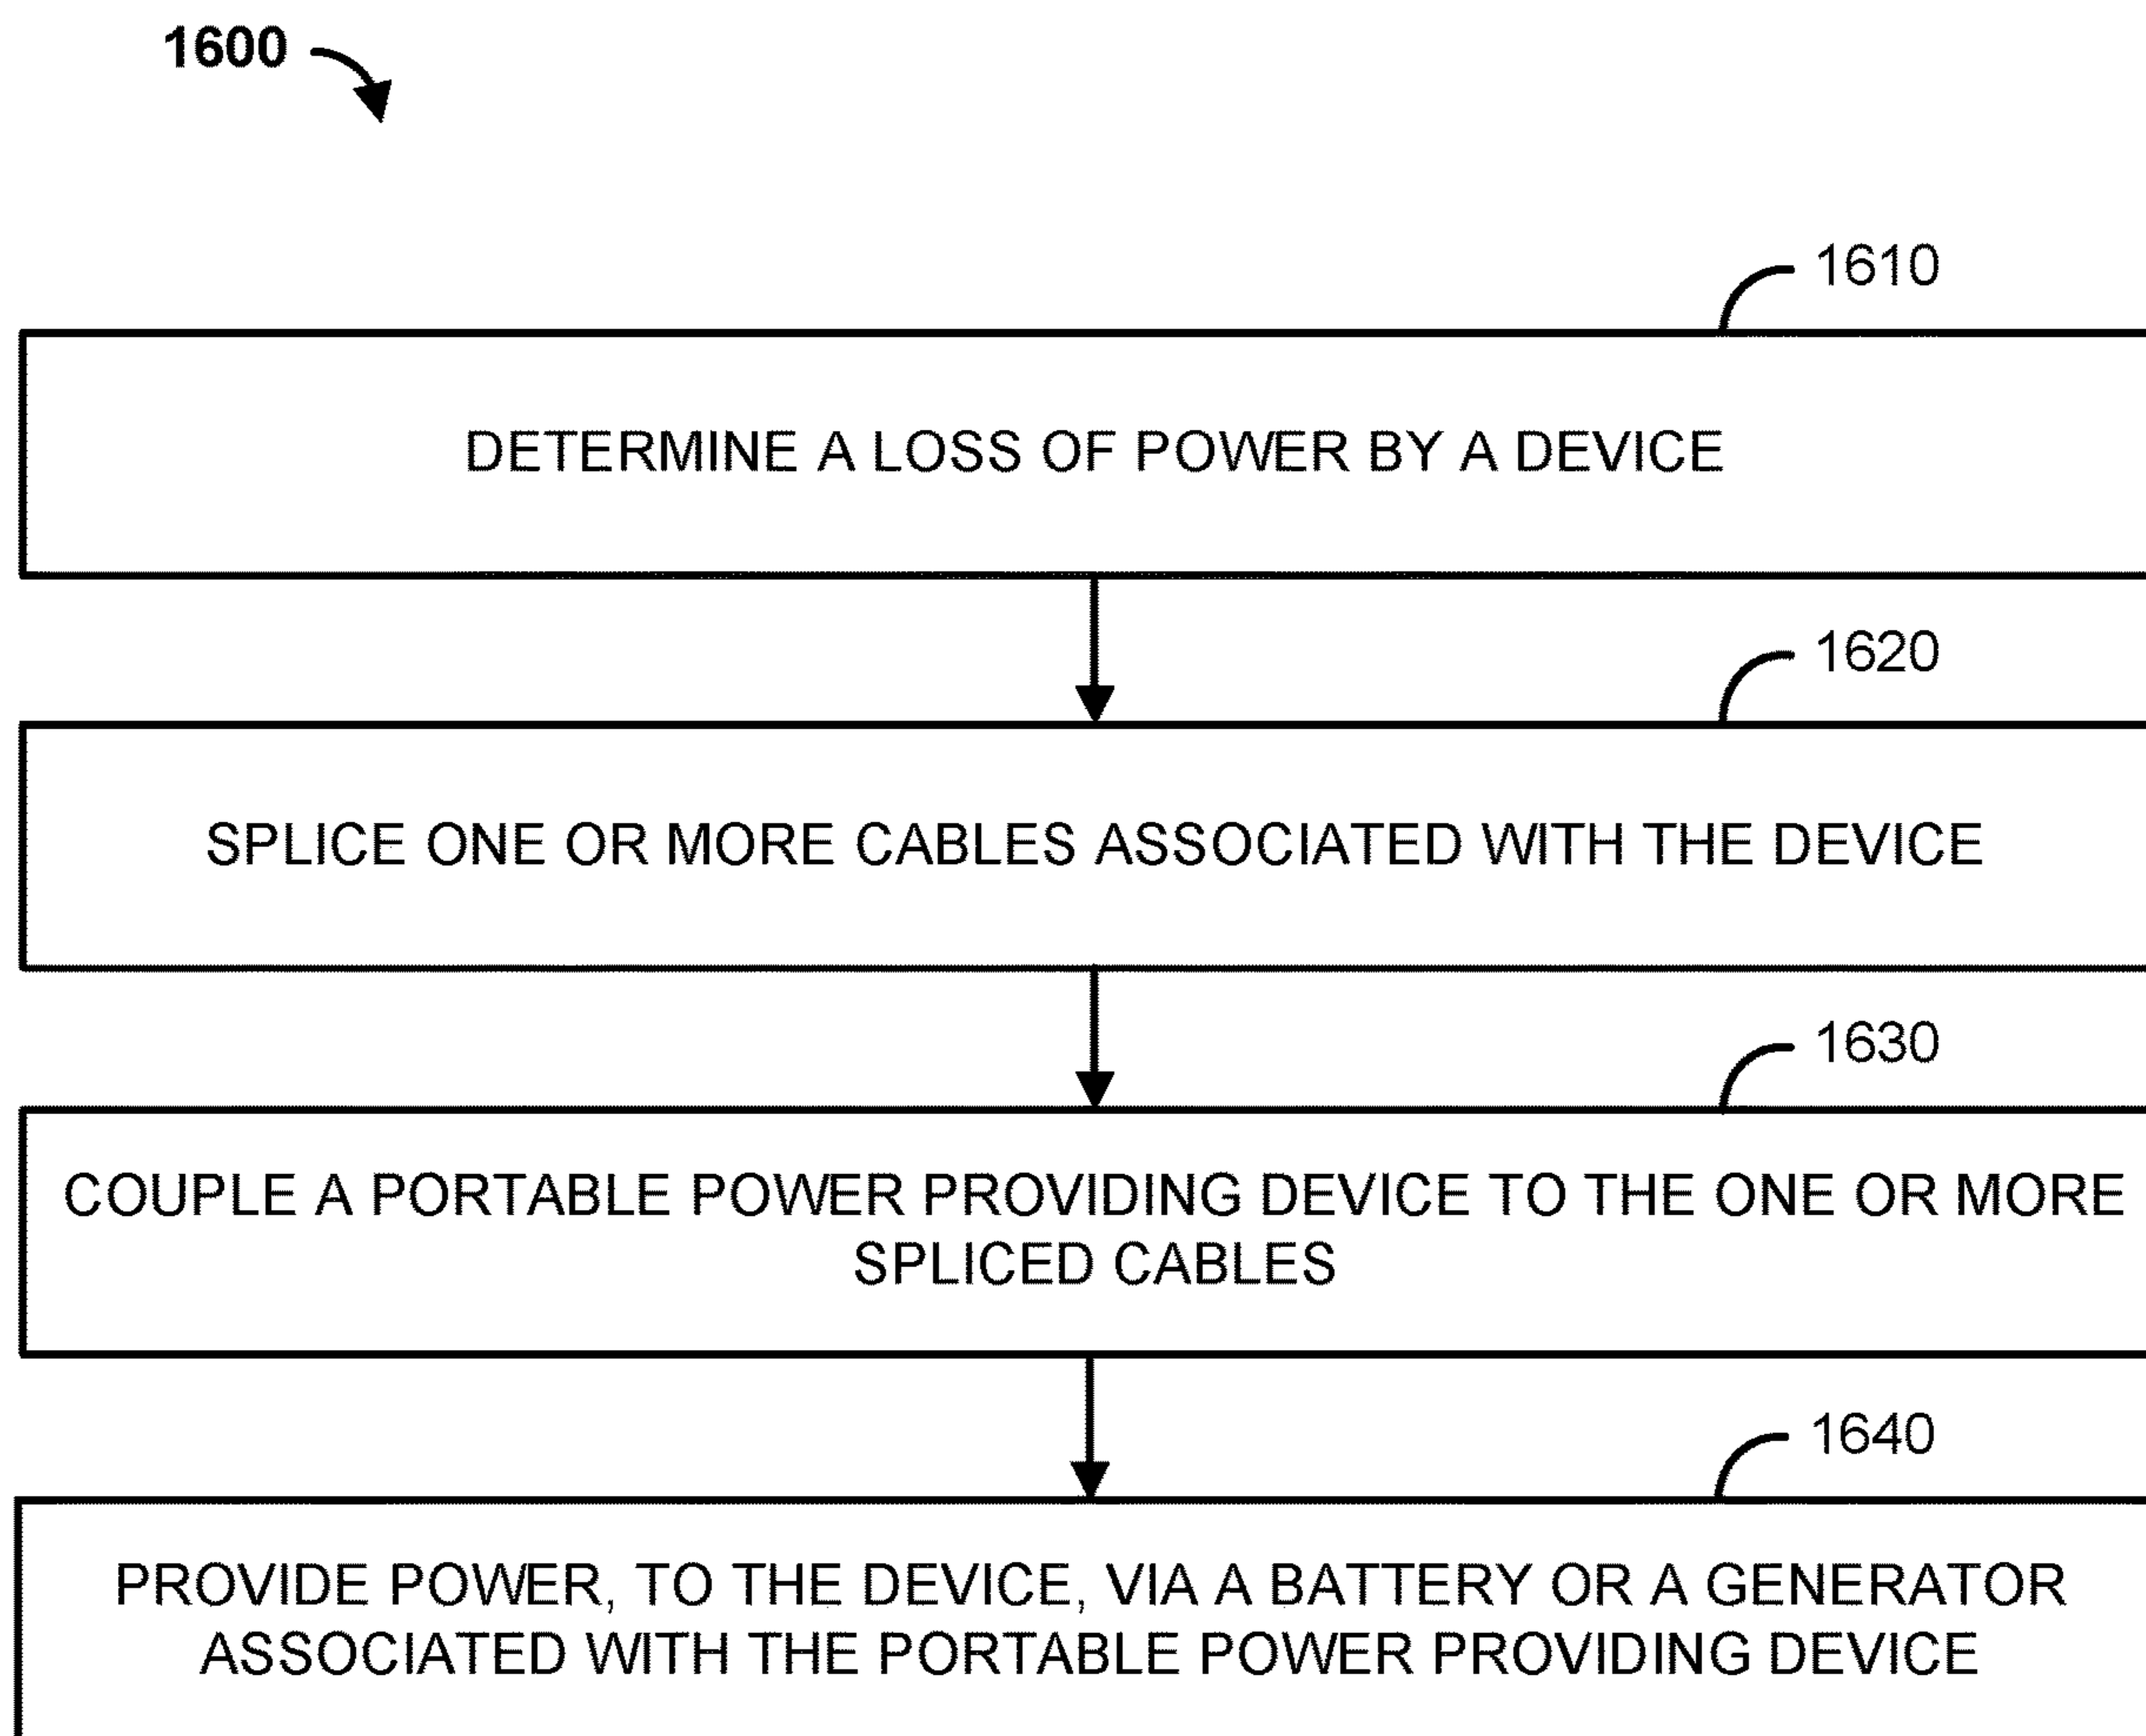 1600
1610
DETERMINE A LOSS OF POWER BY A DEVICE
1620
SPLICE ONE OR MORE CABLES ASSOCIATED WITH THE DEVICE
1630
COUPLE A PORTABLE POWER PROVIDING DEVICE TO THE ONE OR MORE
SPLICED CABLES
1640
PROVIDE POWER, TO THE DEVICE, VIA A BATTERY OR A GENERATOR
ASSOCIATED WITH THE PORTABLE POWER PROVIDING DEVICE